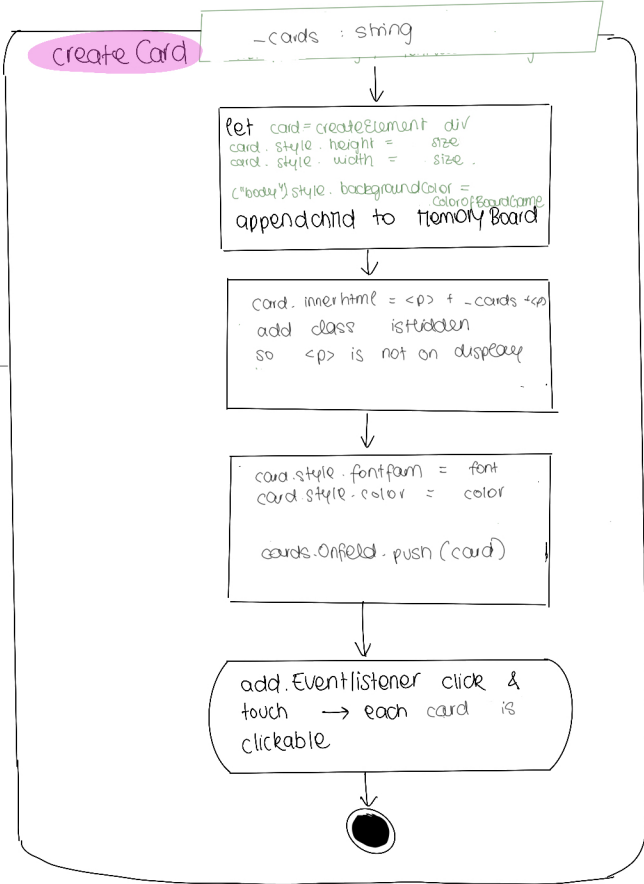 create Card
_cards : string
let card = createElement div
card.style.height = size
card.style.width = size.
("body").style.backgroundColor =
ColorOfBoardGame
appendchild to MemoryBoard
card.innerhtml = <p> + _cards +<p
add class isHidden
so <p> is not on display
card.style.fontfam = font
card.style.color = color
cards.Onfield.push(card)
add.Eventlistener click &
touch → each card is
clickable